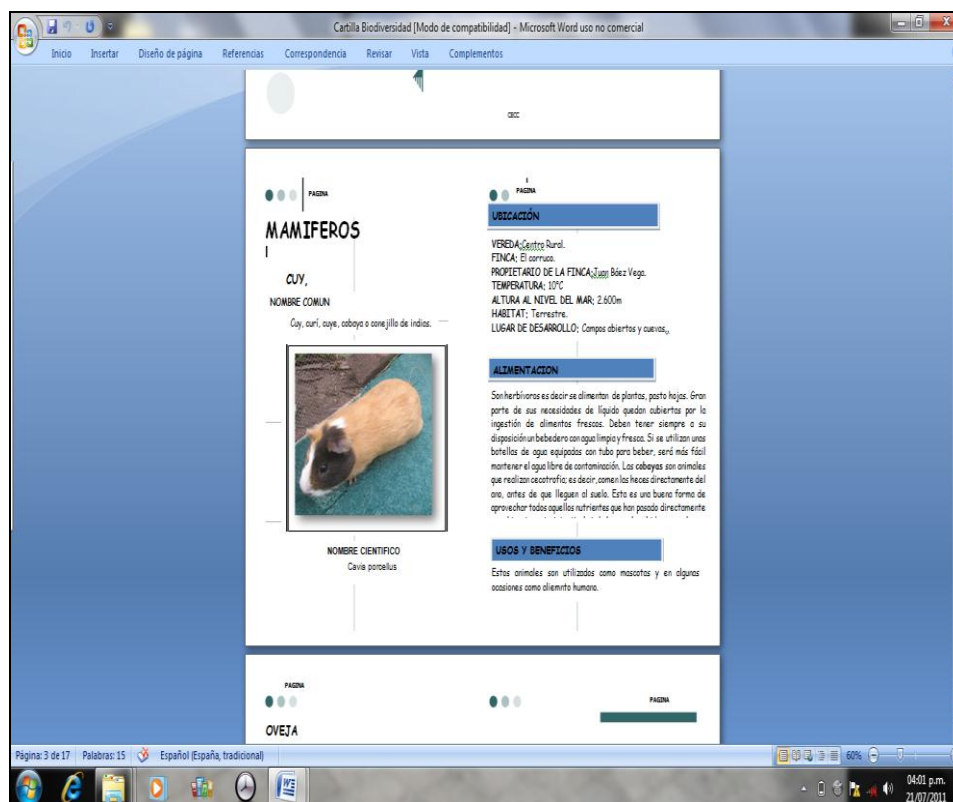 Cartilla Biodiversidad [Modo de compatibilidad] - Microsoft Word uso no comercial
Inicio Insertar Diseño de página Referencias Correspondencia Revisar Vista Complementos
CECC
PAGINA
MAMIFEROS
CUY,
NOMBRE COMUN
Cuy, curí, cuye, cobaya o conejillo de indias.
NOMBRE CIENTIFICO
Cavia porcellus
PAGINA
UBICACIÓN
VEREDA;Centro Rural.
FINCA; El corruco.
PROPIETARIO DE LA FINCA;Juan Báez Vega.
TEMPERATURA; 10°C
ALTURA AL NIVEL DEL MAR; 2.600m
HABITAT; Terrestre.
LUGAR DE DESARROLLO; Campos abiertos y cuevas.
ALIMENTACION
Son herbívoros es decir se alimentan de plantas, pasto hojas. Gran
parte de sus necesidades de líquido quedan cubiertas por la
ingestión de alimentos frescos. Deben tener siempre a su
disposición un bebedero con agua limpia y fresca. Si se utilizan unas
botellas de agua equipadas con tubo para beber, será más fácil
mantener el agua libre de contaminación. Las cobayas son animales
que realizan cecotrofia; es decir, comen las heces directamente del
ano, antes de que lleguen al suelo. Esta es una buena forma de
aprovechar todos aquellos nutrientes que han pasado directamente
USOS Y BENEFICIOS
Estos animales son utilizados como mascotas y en algunas
ocasiones como aliemnto humano.
PAGINA
OVEJA
PAGINA
Página: 3 de 17 Palabras: 15 Español (España, tradicional) 60%
04:01 p.m.
21/07/2011